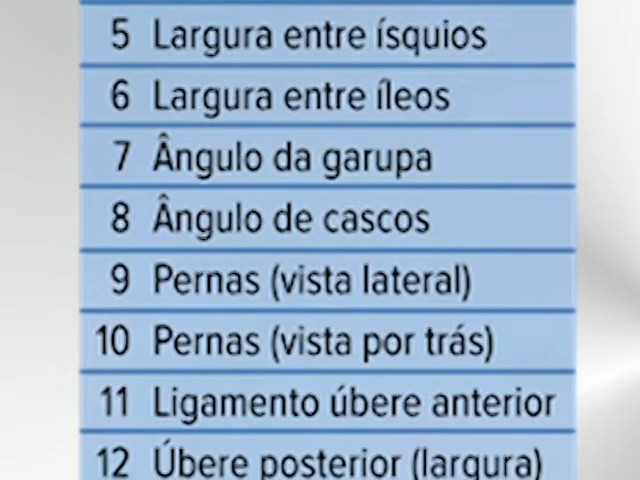 5 Largura entre ísquios
6 Largura entre íleos
7 Ângulo da garupa
8 Ângulo de cascos
9 Pernas (vista lateral)
10 Pernas (vista por trás)
11 Ligamento úbere anterior
12 Úbere posterior (largura)